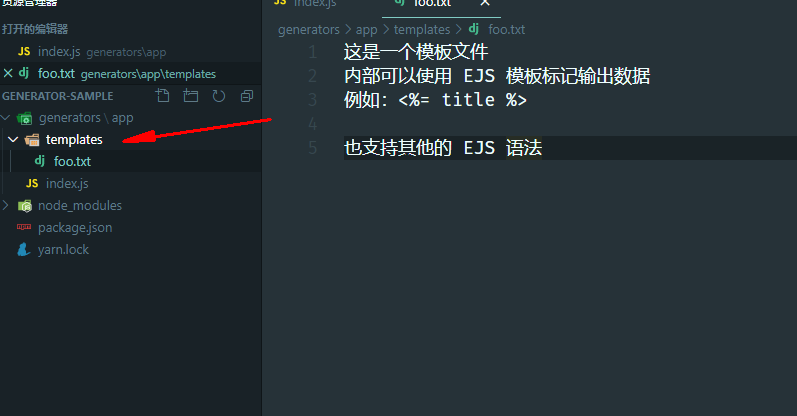 资源管理器
打开的编辑器
JS index.js generators\app
dj foo.txt generators\app\templates
GENERATOR-SAMPLE
generators \ app
templates
dj foo.txt
JS index.js
node_modules
package.json
yarn.lock
JS index.js
dj foo.txt
generators > app > templates > dj foo.txt
1 这是一个模板文件
2 内部可以使用 EJS 模板标记输出数据
3 例如：<%= title %>
4
5 也支持其他的 EJS 语法